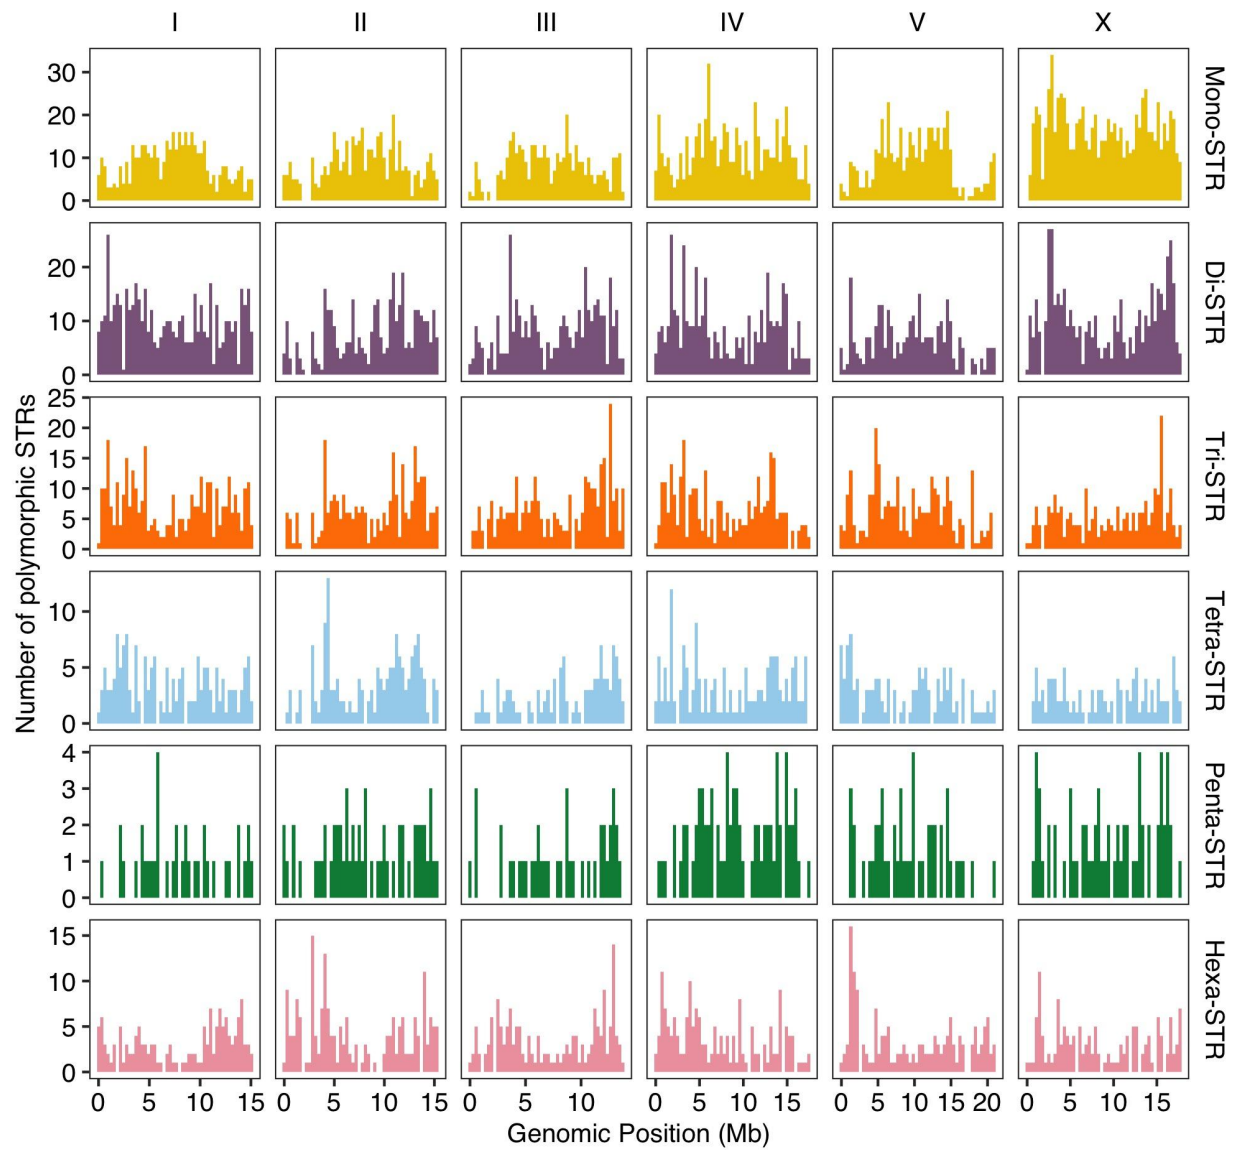 I II III IV V X
30
20
10
0
Mono-STR
20
10
0
Di-STR
25
20
15
10
5
0
Tri-STR
10
5
0
Tetra-STR
4
3
2
1
0
Penta-STR
15
10
5
0
Hexa-STR
Number of polymorphic STRs
0 5 10 15 0 5 10 15 0 5 10 0 5 10 15 0 5 10 15 20 0 5 10 15
Genomic Position (Mb)